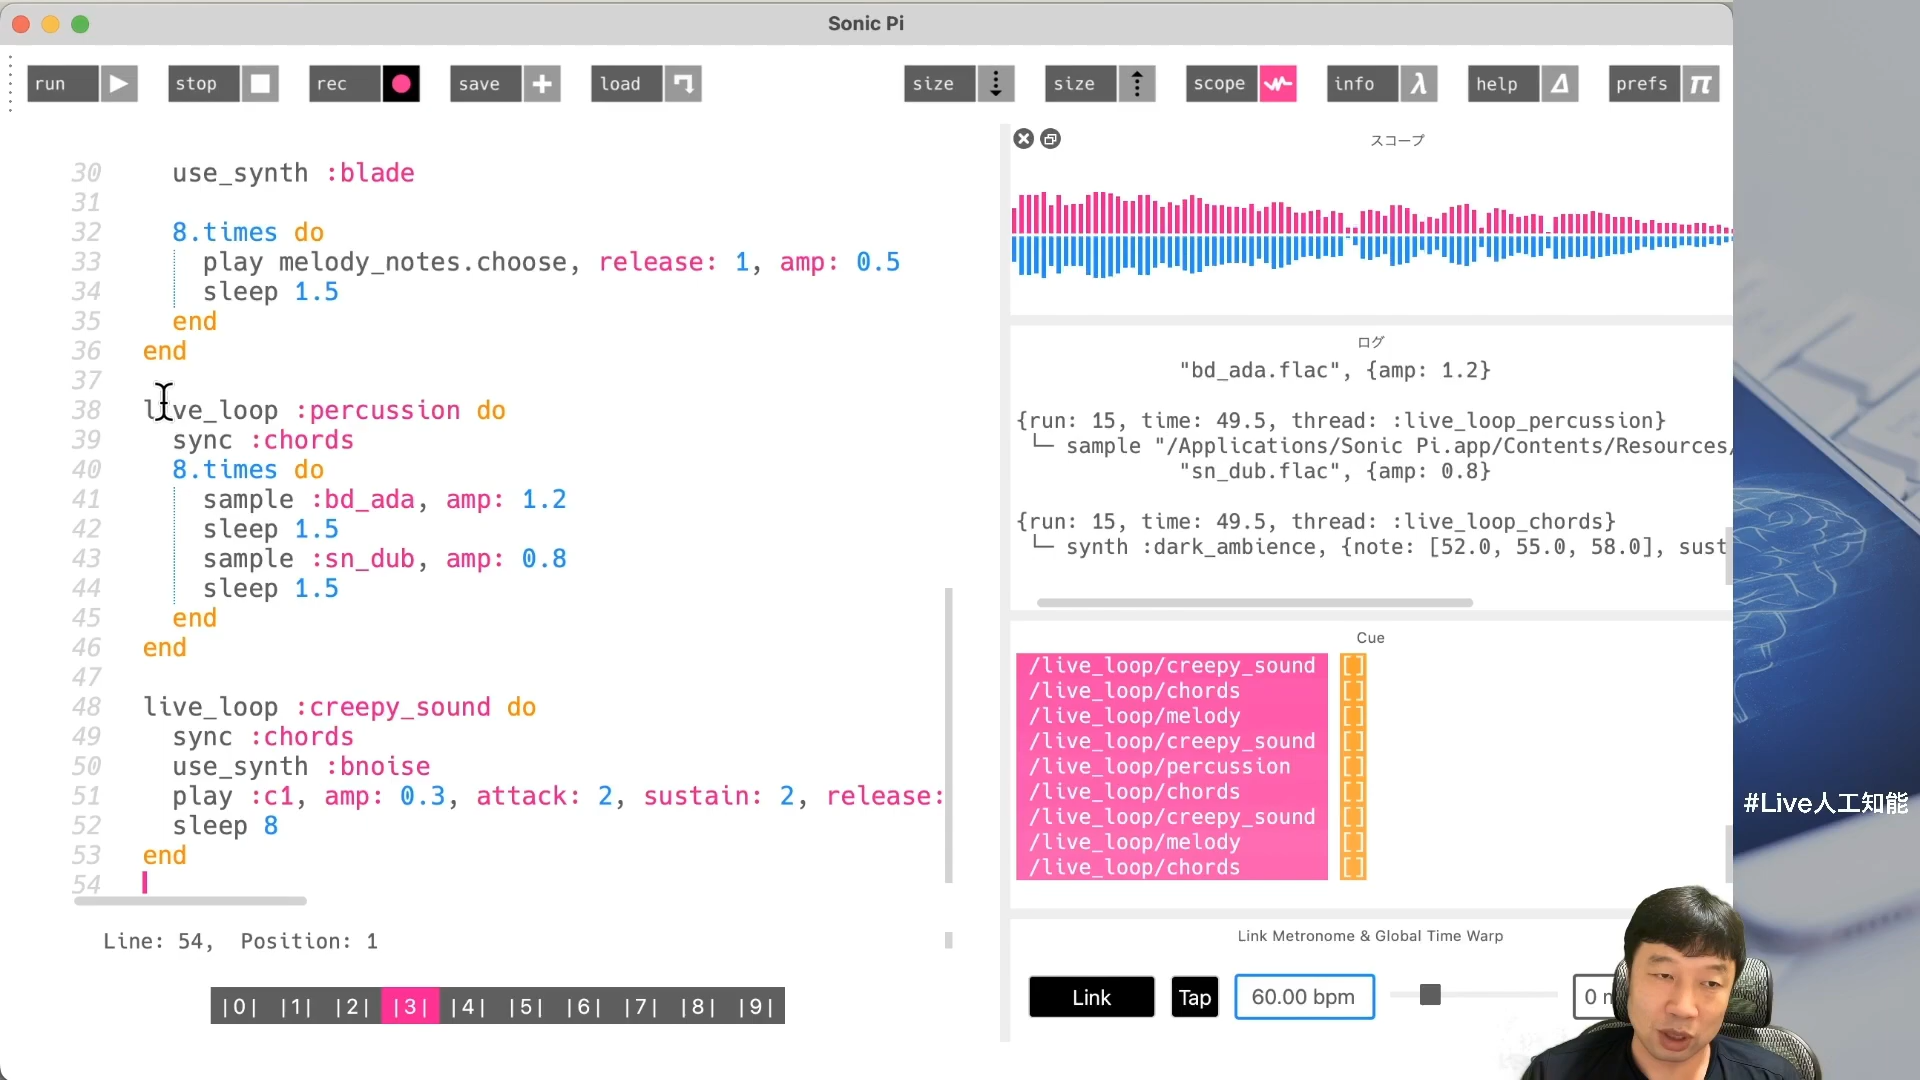 Sonic Pi
run
stop
rec
save
load
size
size
scope
info
help
prefs
30 use_synth :blade
31
32 8.times do
33 play melody_notes.choose, release: 1, amp: 0.5
34 sleep 1.5
35 end
36 end
37
38 live_loop :percussion do
39 sync :chords
40 8.times do
41 sample :bd_ada, amp: 1.2
42 sleep 1.5
43 sample :sn_dub, amp: 0.8
44 sleep 1.5
45 end
46 end
47
48 live_loop :creepy_sound do
49 sync :chords
50 use_synth :bnoise
51 play :c1, amp: 0.3, attack: 2, sustain: 2, release:
52 sleep 8
53 end
54
Line: 54, Position: 1
|0| |1| |2| |3| |4| |5| |6| |7| |8| |9|
スコープ
ログ
"bd_ada.flac", {amp: 1.2}
{run: 15, time: 49.5, thread: :live_loop_percussion}
└─ sample "/Applications/Sonic Pi.app/Contents/Resources/
"sn_dub.flac", {amp: 0.8}
{run: 15, time: 49.5, thread: :live_loop_chords}
└─ synth :dark_ambience, {note: [52.0, 55.0, 58.0], sust
Cue
/live_loop/creepy_sound []
/live_loop/chords []
/live_loop/melody []
/live_loop/creepy_sound []
/live_loop/percussion []
/live_loop/chords []
/live_loop/creepy_sound []
/live_loop/melody []
/live_loop/chords []
Link Metronome & Global Time Warp
Link
Tap
60.00 bpm
0
#Live人工知能